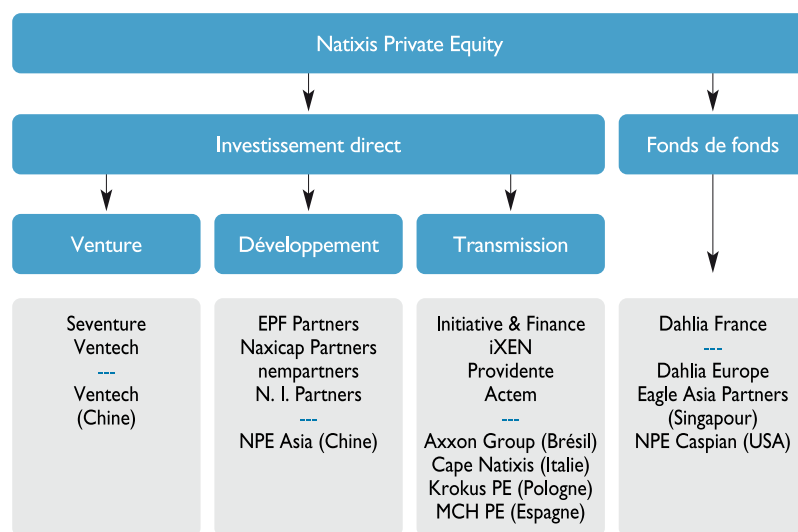 Natixis Private Equity
Investissement direct
Fonds de fonds
Venture
Développement
Transmission
Seventure
Ventech
---
Ventech
(Chine)
EPF Partners
Naxicap Partners
nempartners
N. I. Partners
---
NPE Asia (Chine)
Initiative & Finance
iXEN
Providente
Actem
---
Axxon Group (Brésil)
Cape Natixis (Italie)
Krokus PE (Pologne)
MCH PE (Espagne)
Dahlia France
---
Dahlia Europe
Eagle Asia Partners
(Singapour)
NPE Caspian (USA)